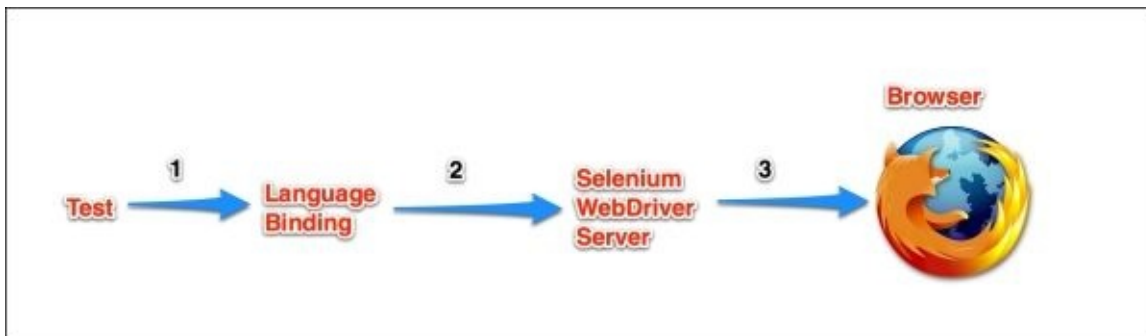 Browser
1
2
3
Test
Language
Binding
Selenium
WebDriver
Server